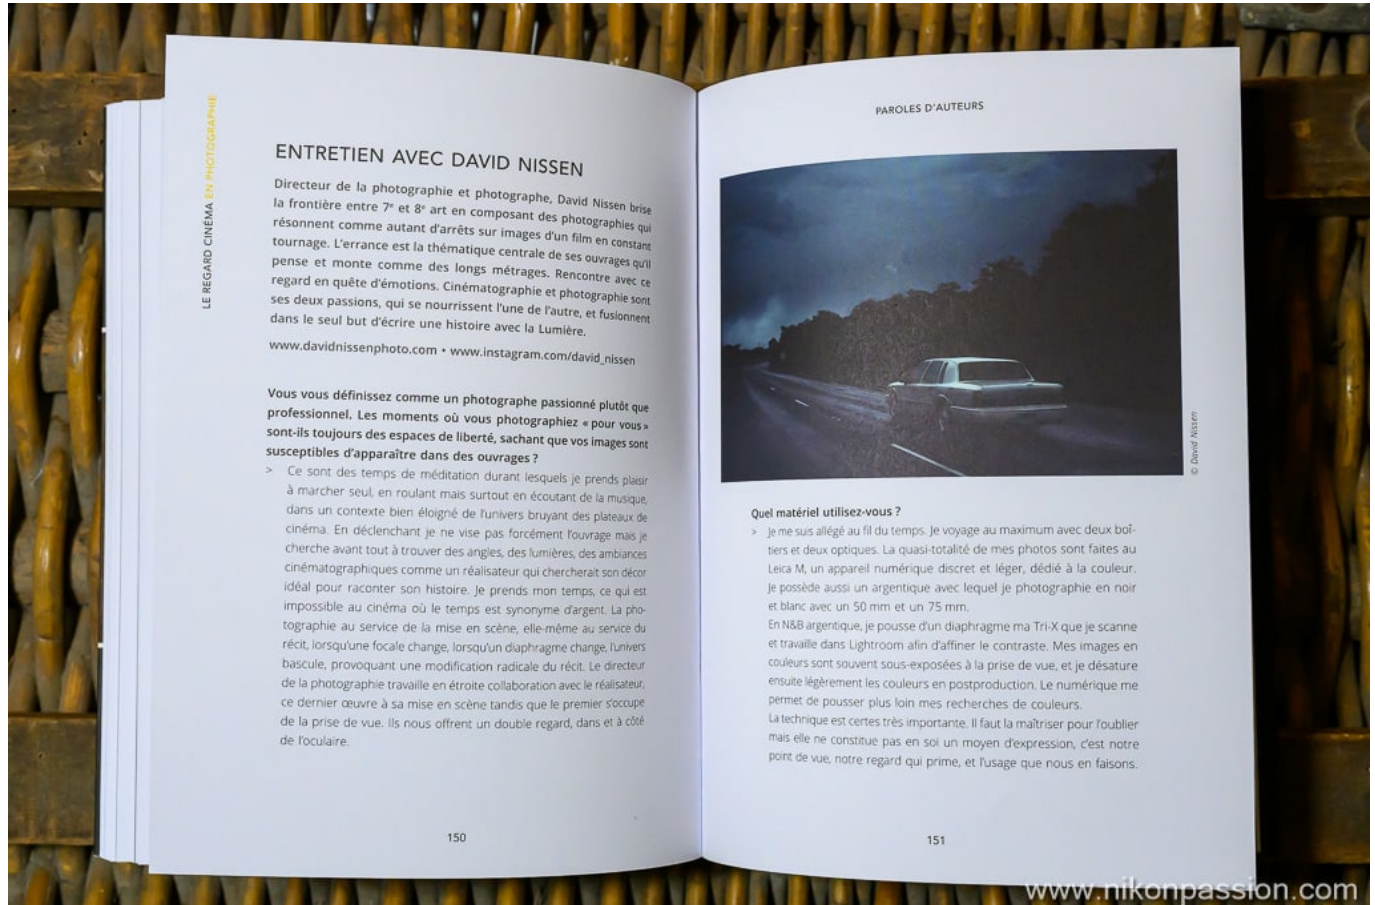 LE REGARD CINÉMA EN PHOTOGRAPHIE
ENTRETIEN AVEC DAVID NISSEN
Directeur de la photographie et photographe, David Nissen brise
la frontière entre 7e et 8e art en composant des photographies qui
résonnent comme autant d’arrêts sur images d’un film en constant
tournage. L’errance est la thématique centrale de ses ouvrages qu’il
pense et monte comme des longs métrages. Rencontre avec ce
regard en quête d’émotions. Cinématographie et photographie sont
ses deux passions, qui se nourrissent l’une de l’autre, et fusionnent
dans le seul but d’écrire une histoire avec la Lumière.
www.davidnissenphoto.com • www.instagram.com/david_nissen
Vous vous définissez comme un photographe passionné plutôt que
professionnel. Les moments où vous photographiez « pour vous »
sont-ils toujours des espaces de liberté, sachant que vos images sont
susceptibles d’apparaître dans des ouvrages ?
> Ce sont des temps de méditation durant lesquels je prends plaisir
à marcher seul, en roulant mais surtout en écoutant de la musique,
dans un contexte bien éloigné de l’univers bruyant des plateaux de
cinéma. En déclenchant je ne vise pas forcément l’ouvrage mais je
cherche avant tout à trouver des angles, des lumières, des ambiances
cinématographiques comme un réalisateur qui chercherait son décor
idéal pour raconter son histoire. Je prends mon temps, ce qui est
impossible au cinéma où le temps est synonyme d’argent. La pho-
tographie au service de la mise en scène, elle-même au service du
récit, lorsqu’une focale change, lorsqu’un diaphragme change, l’univers
bascule, provoquant une modification radicale du récit. Le directeur
de la photographie travaille en étroite collaboration avec le réalisateur,
ce dernier œuvre à sa mise en scène tandis que le premier s’occupe
de la prise de vue. Ils nous offrent un double regard, dans et à côté
de l’oculaire.
150
PAROLES D’AUTEURS
© David Nissen
Quel matériel utilisez-vous ?
> Je me suis allégé au fil du temps. Je voyage au maximum avec deux boî-
tiers et deux optiques. La quasi-totalité de mes photos sont faites au
Leica M, un appareil numérique discret et léger, dédié à la couleur.
Je possède aussi un argentique avec lequel je photographie en noir
et blanc avec un 50 mm et un 75 mm.
En N&B argentique, je pousse d’un diaphragme ma Tri-X que je scanne
et travaille dans Lightroom afin d’affiner le contraste. Mes images en
couleurs sont souvent sous-exposées à la prise de vue, et je désature
ensuite légèrement les couleurs en postproduction. Le numérique me
permet de pousser plus loin mes recherches de couleurs.
La technique est certes très importante. Il faut la maîtriser pour l’oublier
mais elle ne constitue pas en soi un moyen d’expression, c’est notre
point de vue, notre regard qui prime, et l’usage que nous en faisons.
151
www.nikonpassion.com